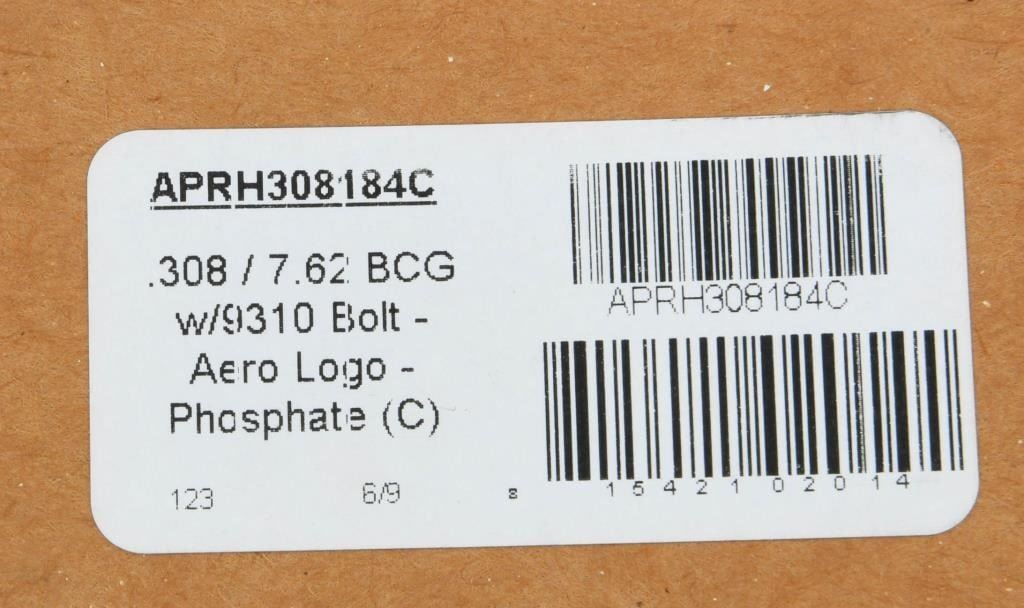 APRH308184C
.308 / 7.62 BCG
w/9310 Bolt -
Aero Logo -
Phosphate (C)
123 6/9
APRH308184C
8 15421 02014